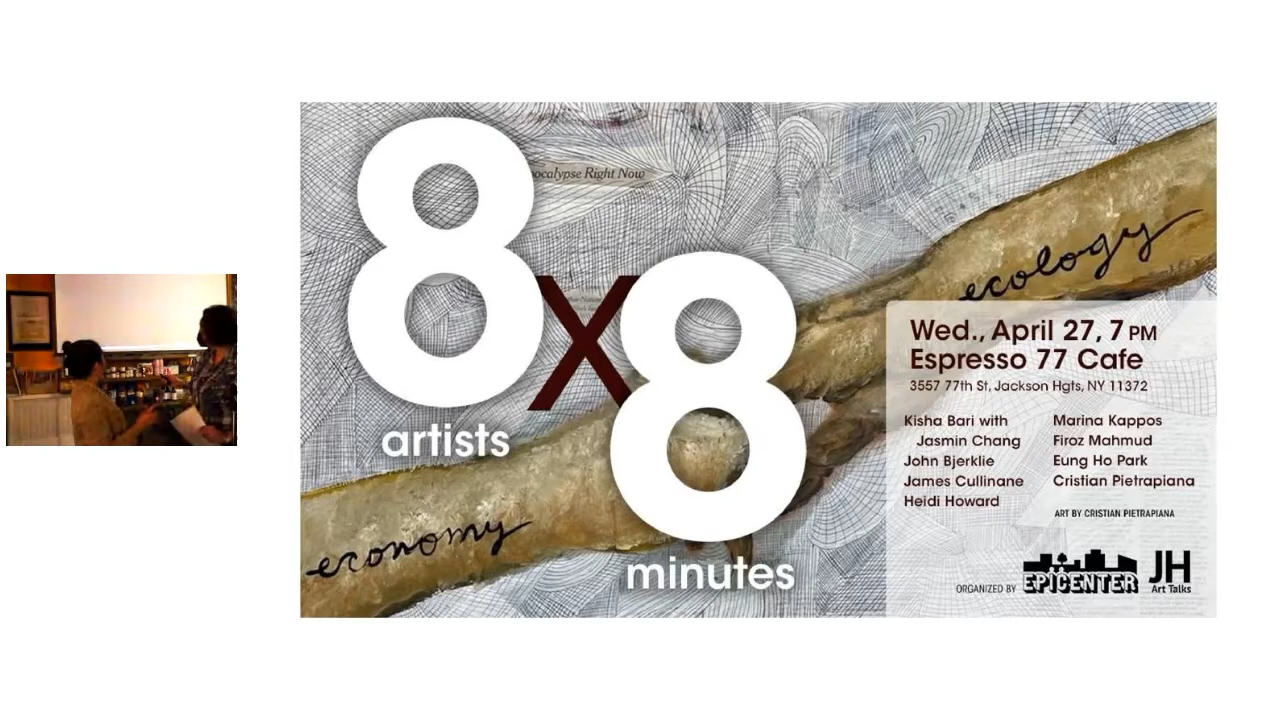 8
artists
x
8
minutes
pocalypse Right Now
economy
ecology
Wed., April 27, 7 PM
Espresso 77 Cafe
3557 77th St, Jackson Hgts, NY 11372
Kisha Bari with
Jasmin Chang
John Bjerklie
James Cullinane
Heidi Howard
Marina Kappos
Firoz Mahmud
Eung Ho Park
Cristian Pietrapiana
ART BY CRISTIAN PIETRAPIANA
ORGANIZED BY
EPICENTER
JH
Art Talks